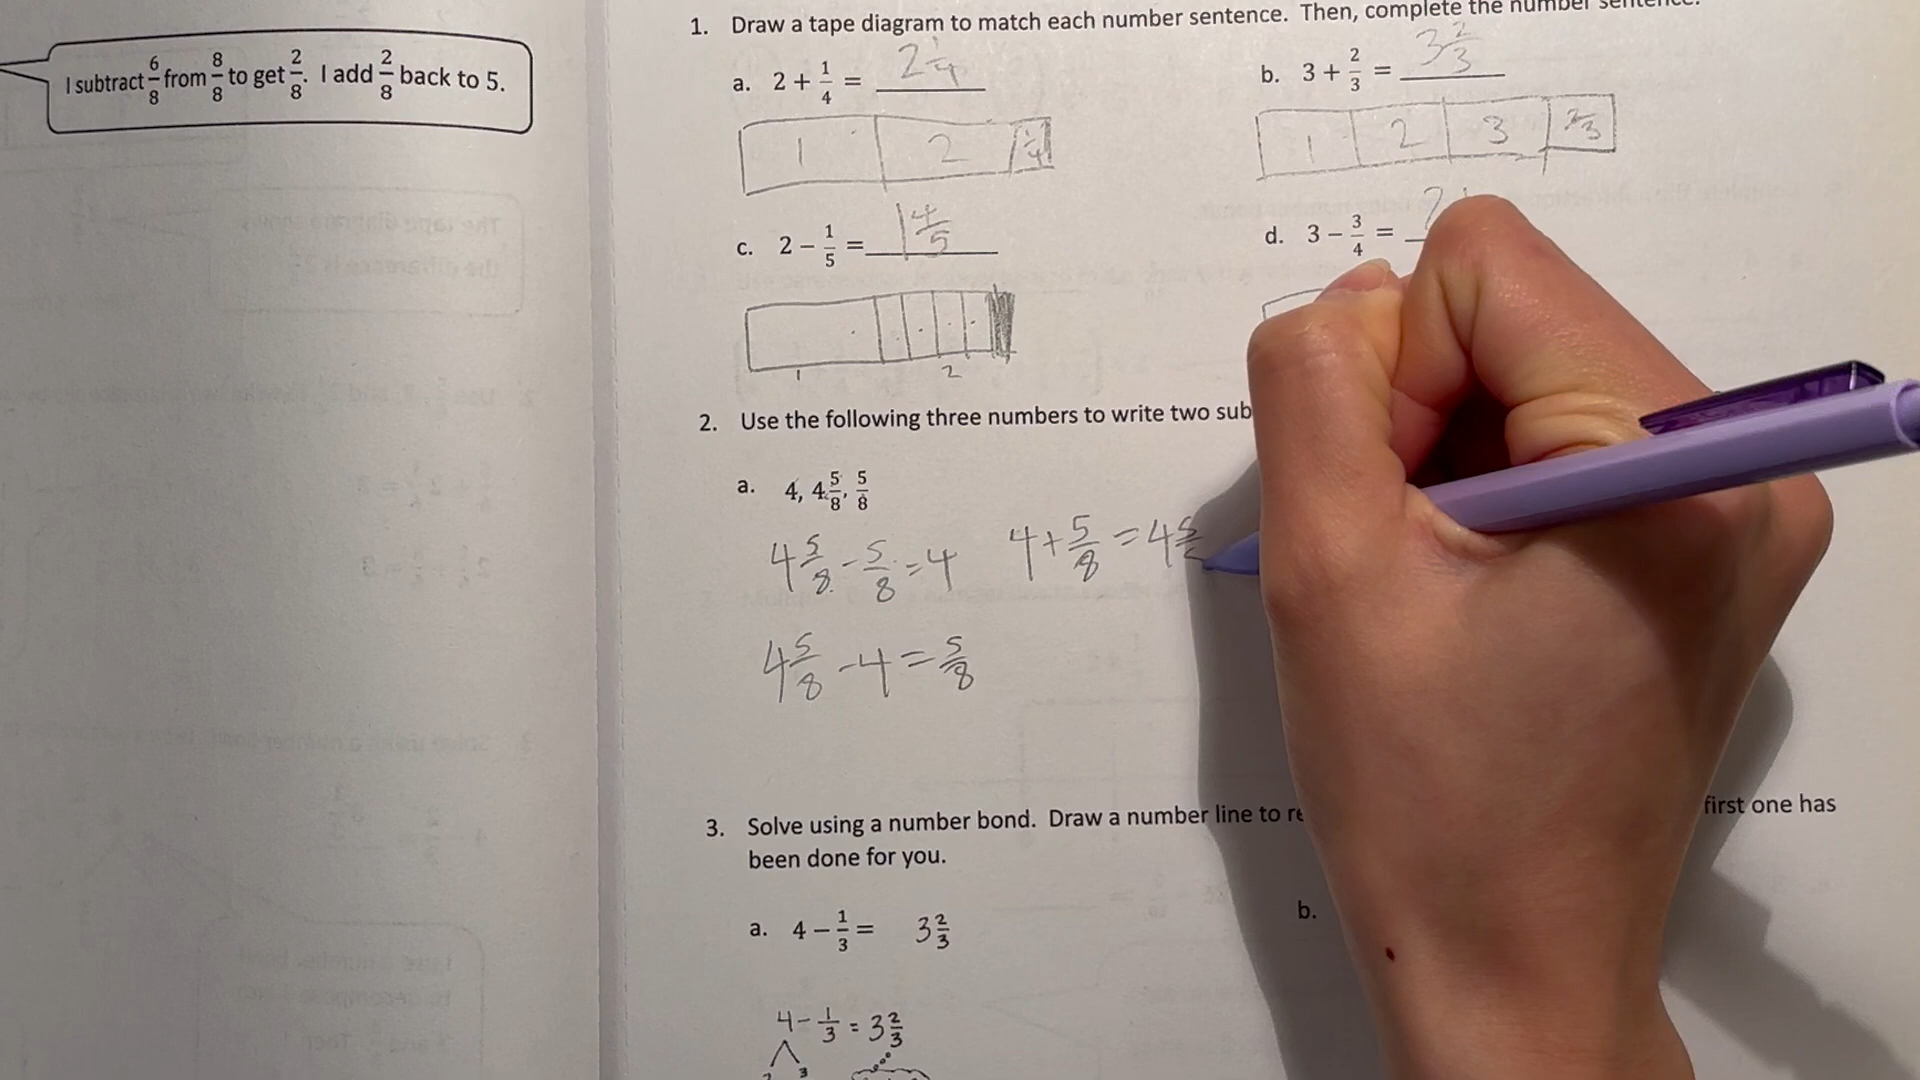 I subtract 6/8 from 8/8 to get 2/8. I add 2/8 back to 5.
1. Draw a tape diagram to match each number sentence. Then, complete the number sentence.
a. 2 + 1/4 = 2 1/4
b. 3 + 2/3 = 3 2/3
1 2 1/4
1 2 3 2/3
c. 2 − 1/5 = 1 4/5
d. 3 − 3/4 = 2
1 2
2. Use the following three numbers to write two sub
a. 4, 4 5/8, 5/8
4 5/8 - 5/8 = 4
4 + 5/8 = 4 5
4 5/8 - 4 = 5/8
3. Solve using a number bond. Draw a number line to re
first one has
been done for you.
a. 4 − 1/3 = 3 2/3
b.
4 - 1/3 = 3 2/3
3